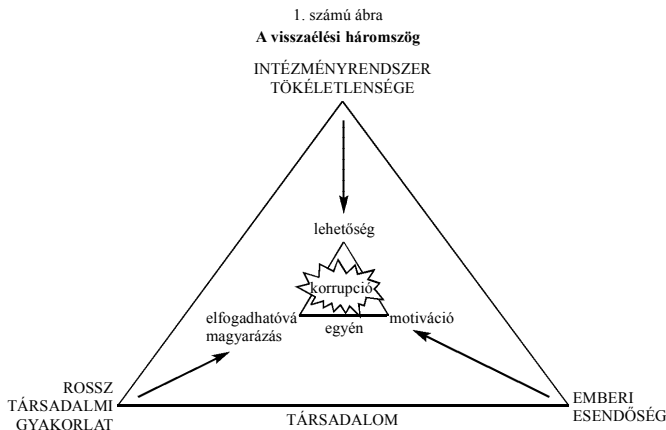 1. számú ábra
A visszaélési háromszög
INTÉZMÉNYRENDSZER
TÖKÉLETLENSÉGE
lehetőség
korrupció
elfogadhatóvá
magyarázás
egyén
motiváció
ROSSZ
TÁRSADALMI
GYAKORLAT
TÁRSADALOM
EMBERI
ESENDŐSÉG